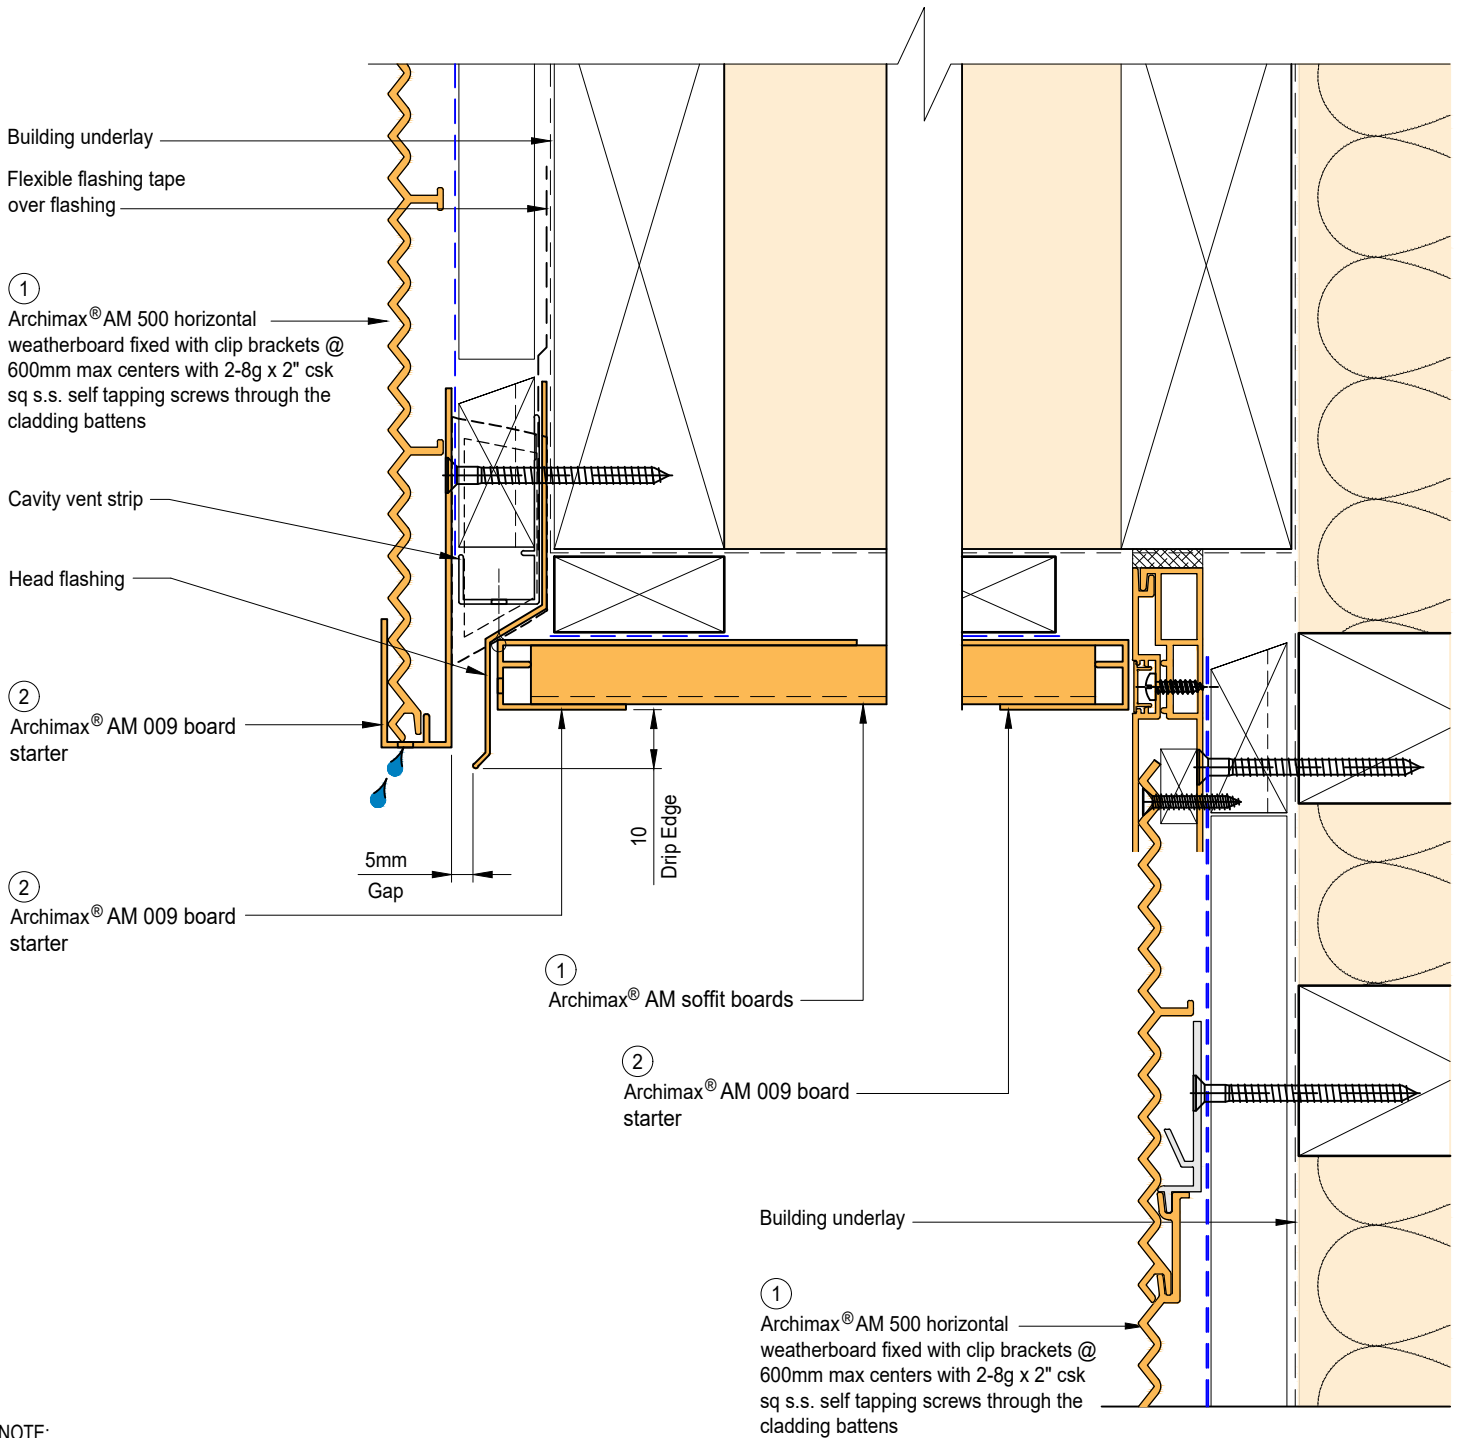 Building underlay
Flexible flashing tape
over flashing
1
Archimax® AM 500 horizontal
weatherboard fixed with clip brackets @
600mm max centers with 2-8g x 2" csk
sq s.s. self tapping screws through the
cladding battens
Cavity vent strip
Head flashing
2
Archimax® AM 009 board
starter
10
Drip Edge
5mm
Gap
2
Archimax® AM 009 board
starter
1
Archimax® AM soffit boards
2
Archimax® AM 009 board
starter
Building underlay
1
Archimax® AM 500 horizontal
weatherboard fixed with clip brackets @
600mm max centers with 2-8g x 2" csk
sq s.s. self tapping screws through the
cladding battens
NOTE: